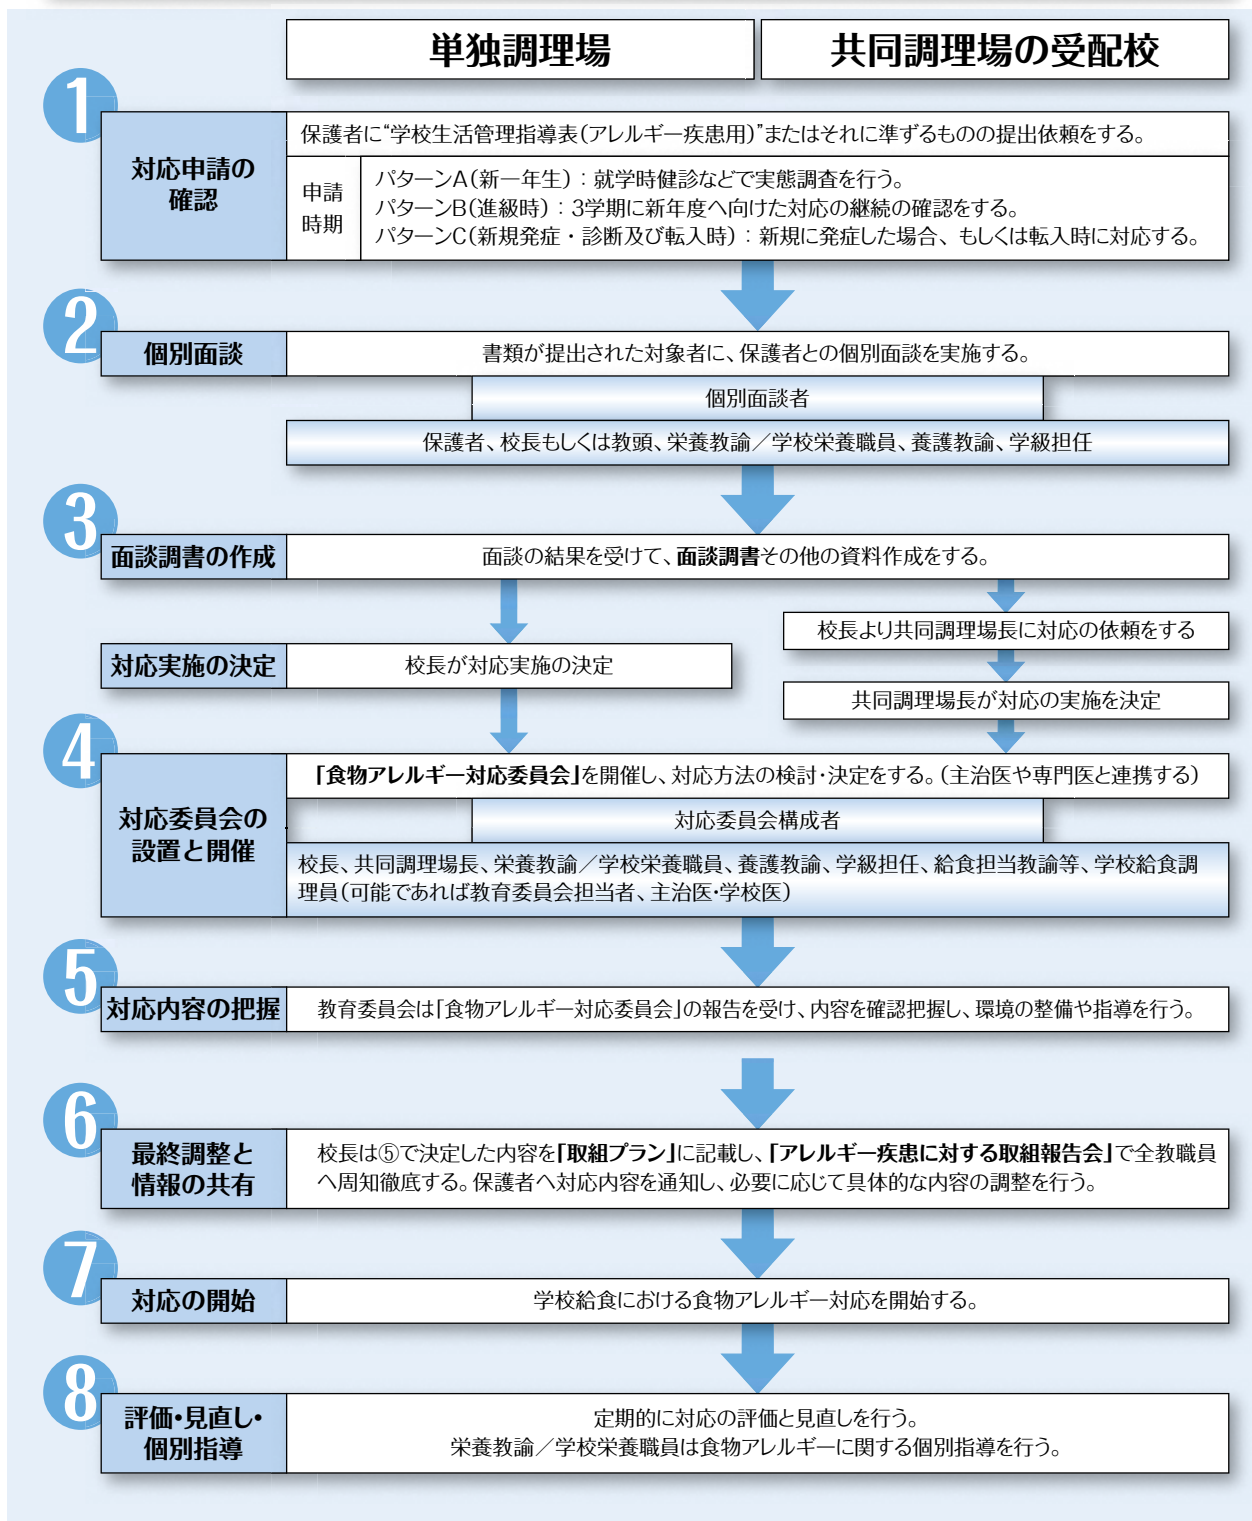 単独調理場
共同調理場の受配校
1
対応申請の
確認
保護者に“学校生活管理指導表(アレルギー疾患用)”またはそれに準ずるものの提出依頼をする。
申請
時期
パターンA(新一年生):就学時健診などで実態調査を行う。
パターンB(進級時):3学期に新年度へ向けた対応の継続の確認をする。
パターンC(新規発症・診断及び転入時):新規に発症した場合、もしくは転入時に対応する。
2
個別面談
書類が提出された対象者に、保護者との個別面談を実施する。
個別面談者
保護者、校長もしくは教頭、栄養教諭/学校栄養職員、養護教諭、学級担任
3
面談調書の作成
面談の結果を受けて、面談調書その他の資料作成をする。
対応実施の決定
校長が対応実施の決定
校長より共同調理場長に対応の依頼をする
共同調理場長が対応の実施を決定
4
対応委員会の
設置と開催
「食物アレルギー対応委員会」を開催し、対応方法の検討・決定をする。(主治医や専門医と連携する)
対応委員会構成者
校長、共同調理場長、栄養教諭/学校栄養職員、養護教諭、学級担任、給食担当教諭等、学校給食調
理員(可能であれば教育委員会担当者、主治医・学校医)
5
対応内容の把握
教育委員会は「食物アレルギー対応委員会」の報告を受け、内容を確認把握し、環境の整備や指導を行う。
6
最終調整と
情報の共有
校長は⑤で決定した内容を「取組プラン」に記載し、「アレルギー疾患に対する取組報告会」で全教職員
へ周知徹底する。保護者へ対応内容を通知し、必要に応じて具体的な内容の調整を行う。
7
対応の開始
学校給食における食物アレルギー対応を開始する。
8
評価・見直し・
個別指導
定期的に対応の評価と見直しを行う。
栄養教諭/学校栄養職員は食物アレルギーに関する個別指導を行う。